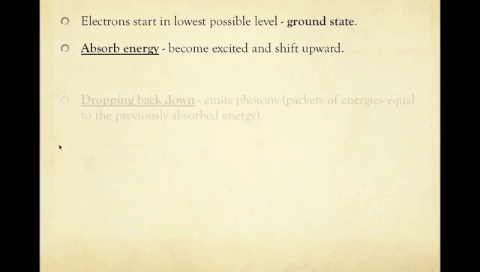 Electrons start in lowest possible level - ground state.
Absorb energy - become excited and shift upward.
Dropping back down - emits photons (packets of energies equal
to the previously absorbed energy).